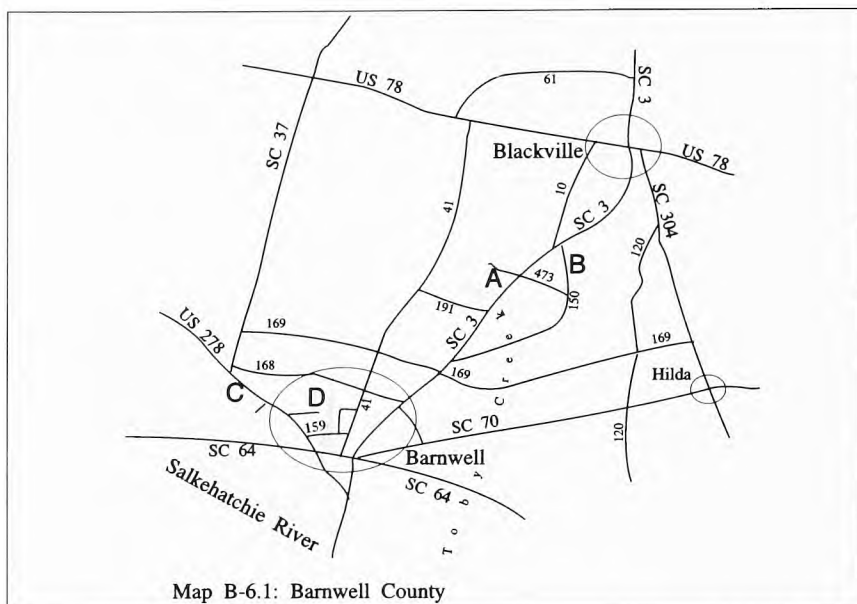 US 78
61
SC 3
SC 37
Blackville
US 78
10
SC 3
SC 304
41
120
A
B
473
191
150
US 278
169
SC 3
169
168
169
Creek
Hilda
C
D
41
159
SC 70
120
SC 64
Barnwell
SC 64
Toby
Salkehatchie River
Map B-6.1: Barnwell County